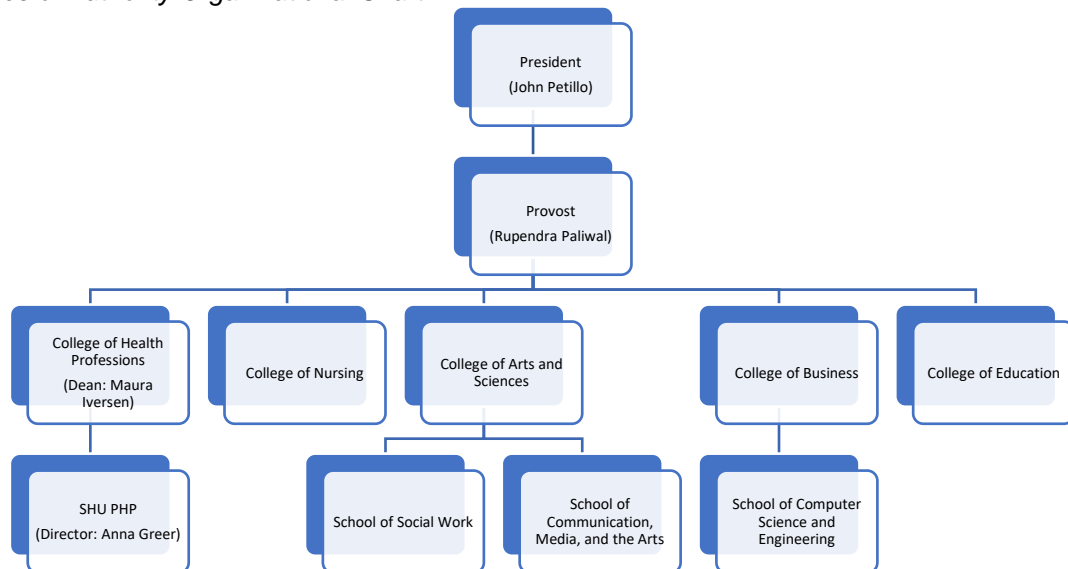 President
(John Petillo)
Provost
(Rupendra Paliwal)
College of Health
Professions
(Dean: Maura
Iversen)
College of Nursing
College of Arts and
Sciences
College of Business
College of Education
SHU PHP
(Director: Anna Greer)
School of Social Work
School of
Communication,
Media, and the Arts
School of Computer
Science and
Engineering